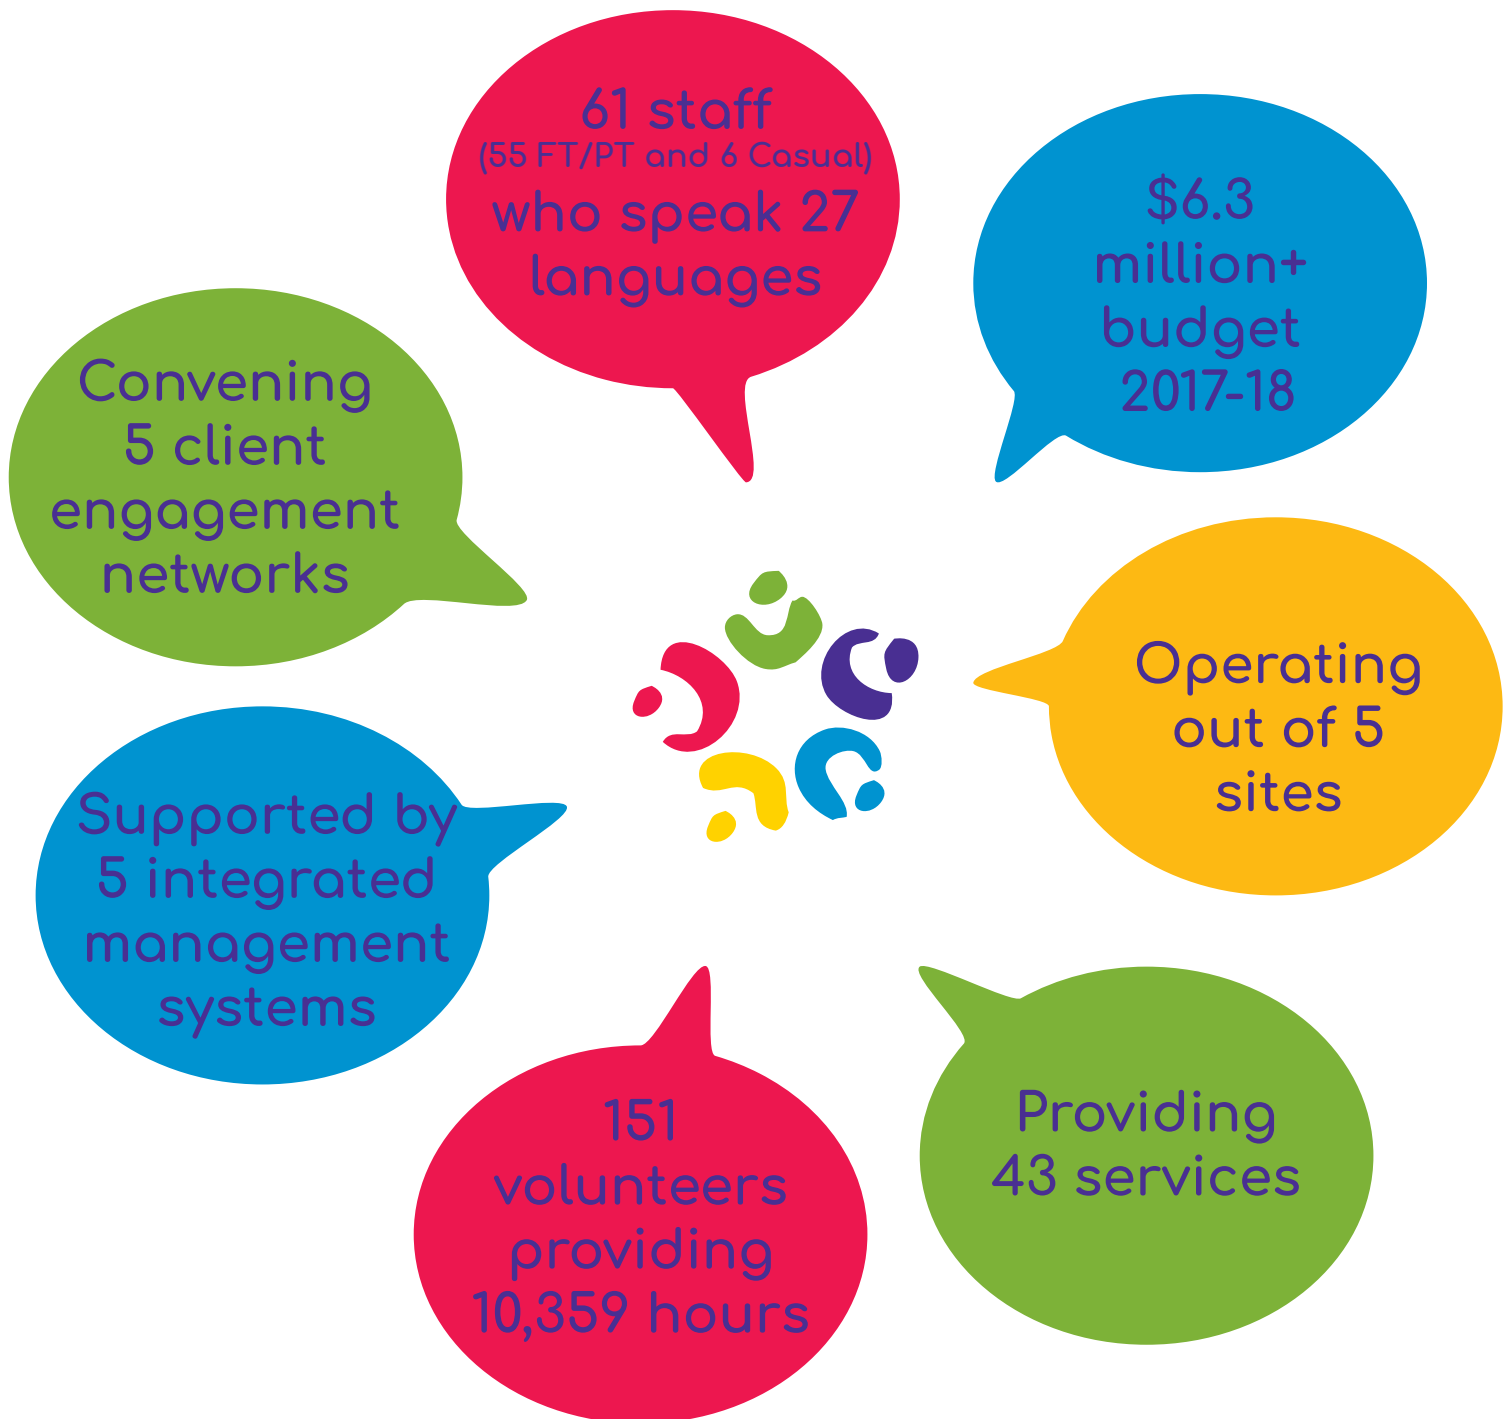 61 staff
(55 FT/PT and 6 Casual)
who speak 27
languages
$6.3
million+
budget
2017-18
Convening
5 client
engagement
networks
Operating
out of 5
sites
Supported by
5 integrated
management
systems
Providing
43 services
151
volunteers
providing
10,359 hours